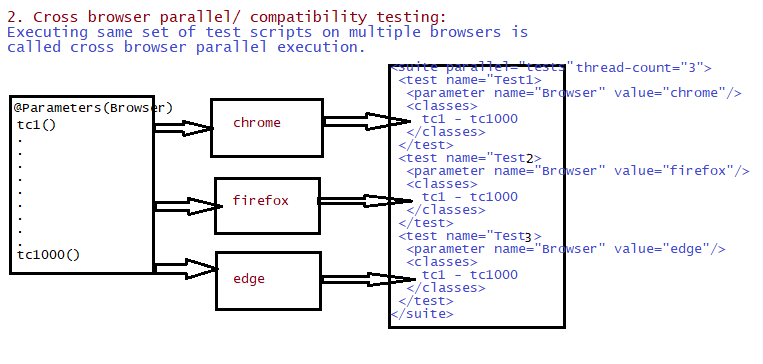 2. Cross browser parallel/ compatibility testing:
Executing same set of test scripts on multiple browsers is
called cross browser parallel execution.
@Parameters(Browser)
tc1()
.
.
.
.
.
.
.
.
.
tc1000()
chrome
firefox
edge
<suite parallel="tests" thread-count="3">
<test name="Test1>
<parameter name="Browser" value="chrome"/>
<classes>
tc1 - tc1000
</classes>
</test>
<test name="Test2>
<parameter name="Browser" value="firefox"/>
<classes>
tc1 - tc1000
</classes>
</test>
<test name="Test3>
<parameter name="Browser" value="edge"/>
<classes>
tc1 - tc1000
</classes>
</test>
</suite>